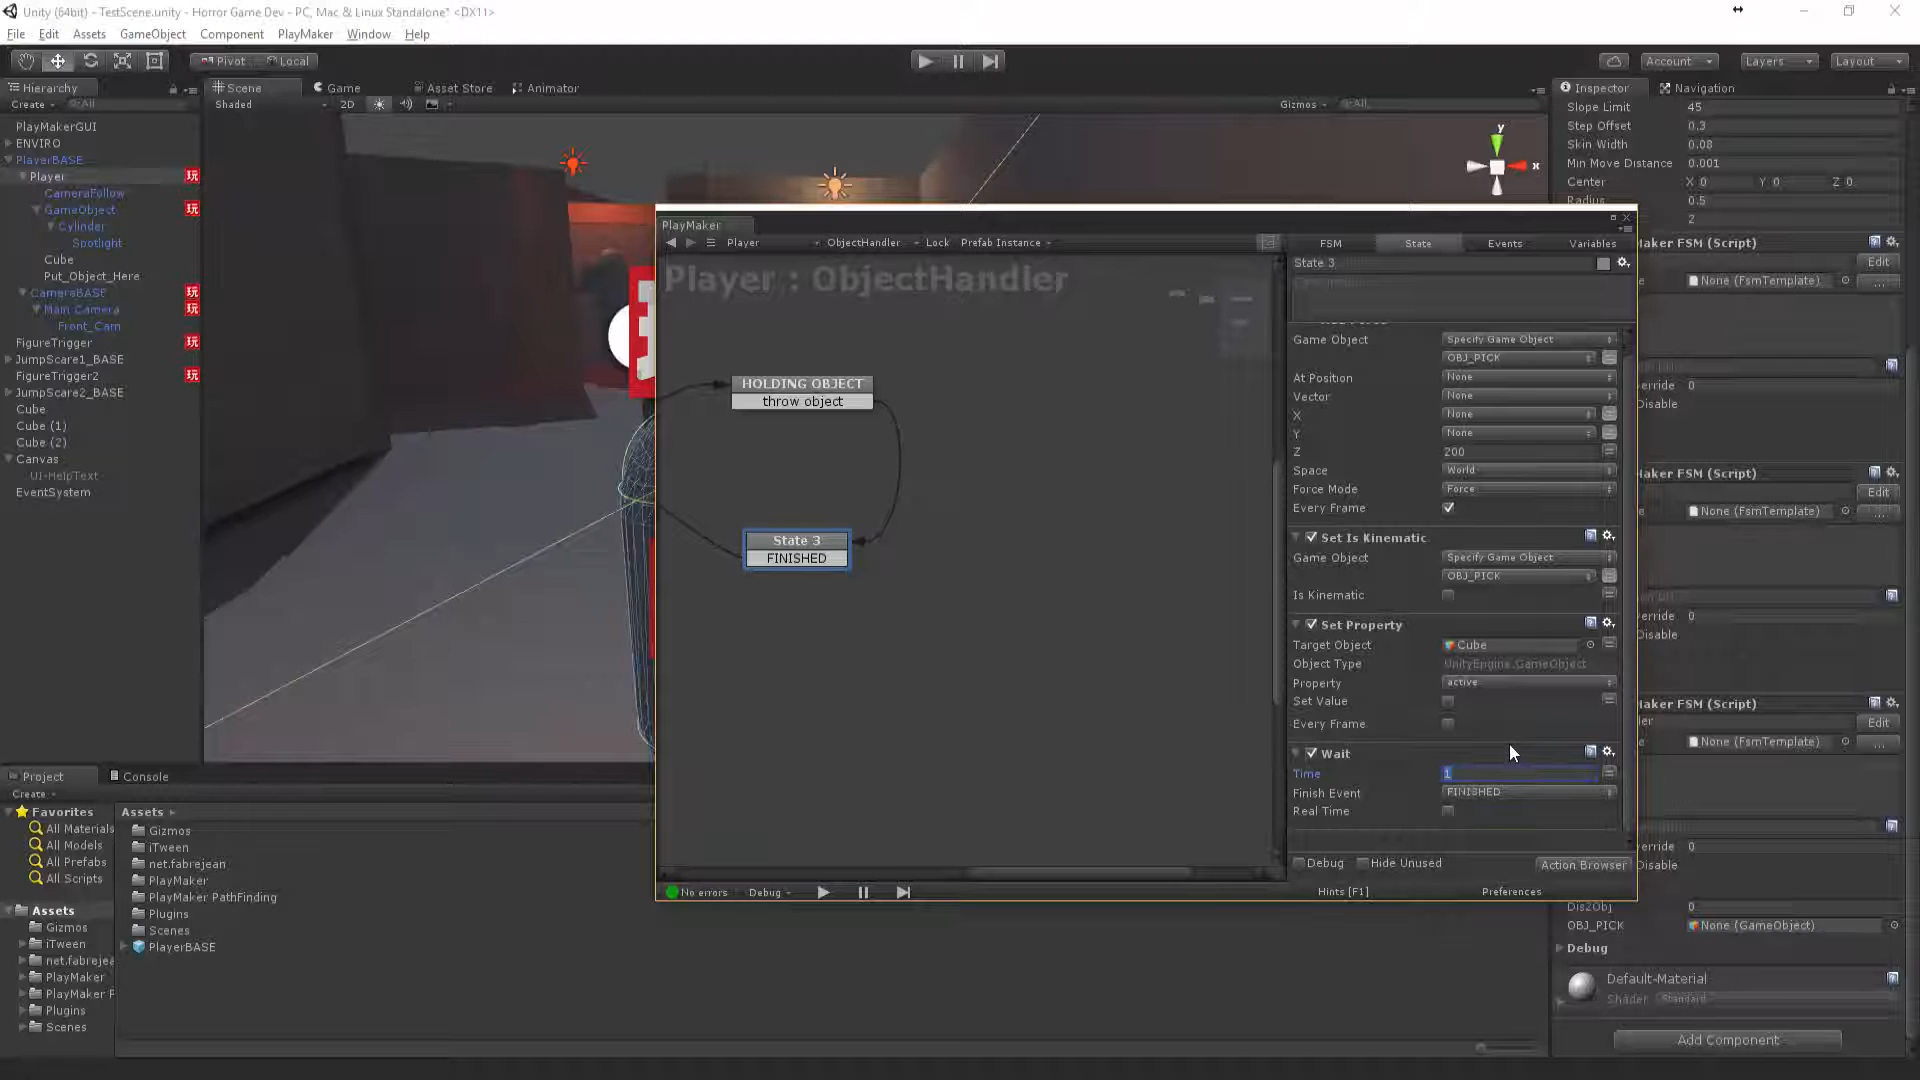 Unity (64bit) - TestScene.unity - Horror Game Dev - PC, Mac & Linux Standalone* <DX11>
File Edit Assets GameObject Component PlayMaker Window Help
Pivot Local Account Layers Layout
Hierarchy Scene Game Asset Store Animator Inspector Navigation
Create All Shaded 2D Gizmos All
PlayMakerGUI
ENVIRO
PlayerBASE
Player
CameraFollow
GameObject
Cylinder
Spotlight
Cube
Put_Object_Here
CameraBASE
Main Camera
Front_Cam
FigureTrigger
JumpScare1_BASE
FigureTrigger2
JumpScare2_BASE
Cube
Cube (1)
Cube (2)
Canvas
UI-HelpText
EventSystem
y
x
Slope Limit 45
Step Offset 0.3
Skin Width 0.08
Min Move Distance 0.001
Center X 0 Y 0 Z 0
Radius 0.5
2
PlayMaker
Player ObjectHandler Lock Prefab Instance
Player : ObjectHandler
HOLDING OBJECT
throw object
State 3
FINISHED
FSM State Events Variables
State 3
Game Object Specify Game Object
OBJ_PICK
At Position None
Vector None
X None
Y None
Z 200
Space World
Force Mode Force
Every Frame
Set Is Kinematic
Game Object Specify Game Object
OBJ_PICK
Is Kinematic
Set Property
Target Object Cube
Object Type UnityEngine.GameObject
Property active
Set Value
Every Frame
Wait
Time 1
Finish Event FINISHED
Real Time
Debug Hide Unused Action Browser
No errors Debug Hints [F1] Preferences
Maker FSM (Script)
Edit
None (FsmTemplate) ...
erride 0
Disable
Maker FSM (Script)
Edit
None (FsmTemplate) ...
erride 0
Disable
Maker FSM (Script)
Edit
None (FsmTemplate) ...
erride 0
Disable
Dis2Obj 0
OBJ_PICK None (GameObject)
Debug
Default-Material
Shader Standard
Add Component
Project Console
Create
Favorites
All Materials
All Models
All Prefabs
All Scripts
Assets
Gizmos
iTween
net.fabrejea
PlayMaker
PlayMaker P
Plugins
Scenes
Assets
Gizmos
iTween
net.fabrejean
PlayMaker
PlayMaker PathFinding
Plugins
Scenes
PlayerBASE